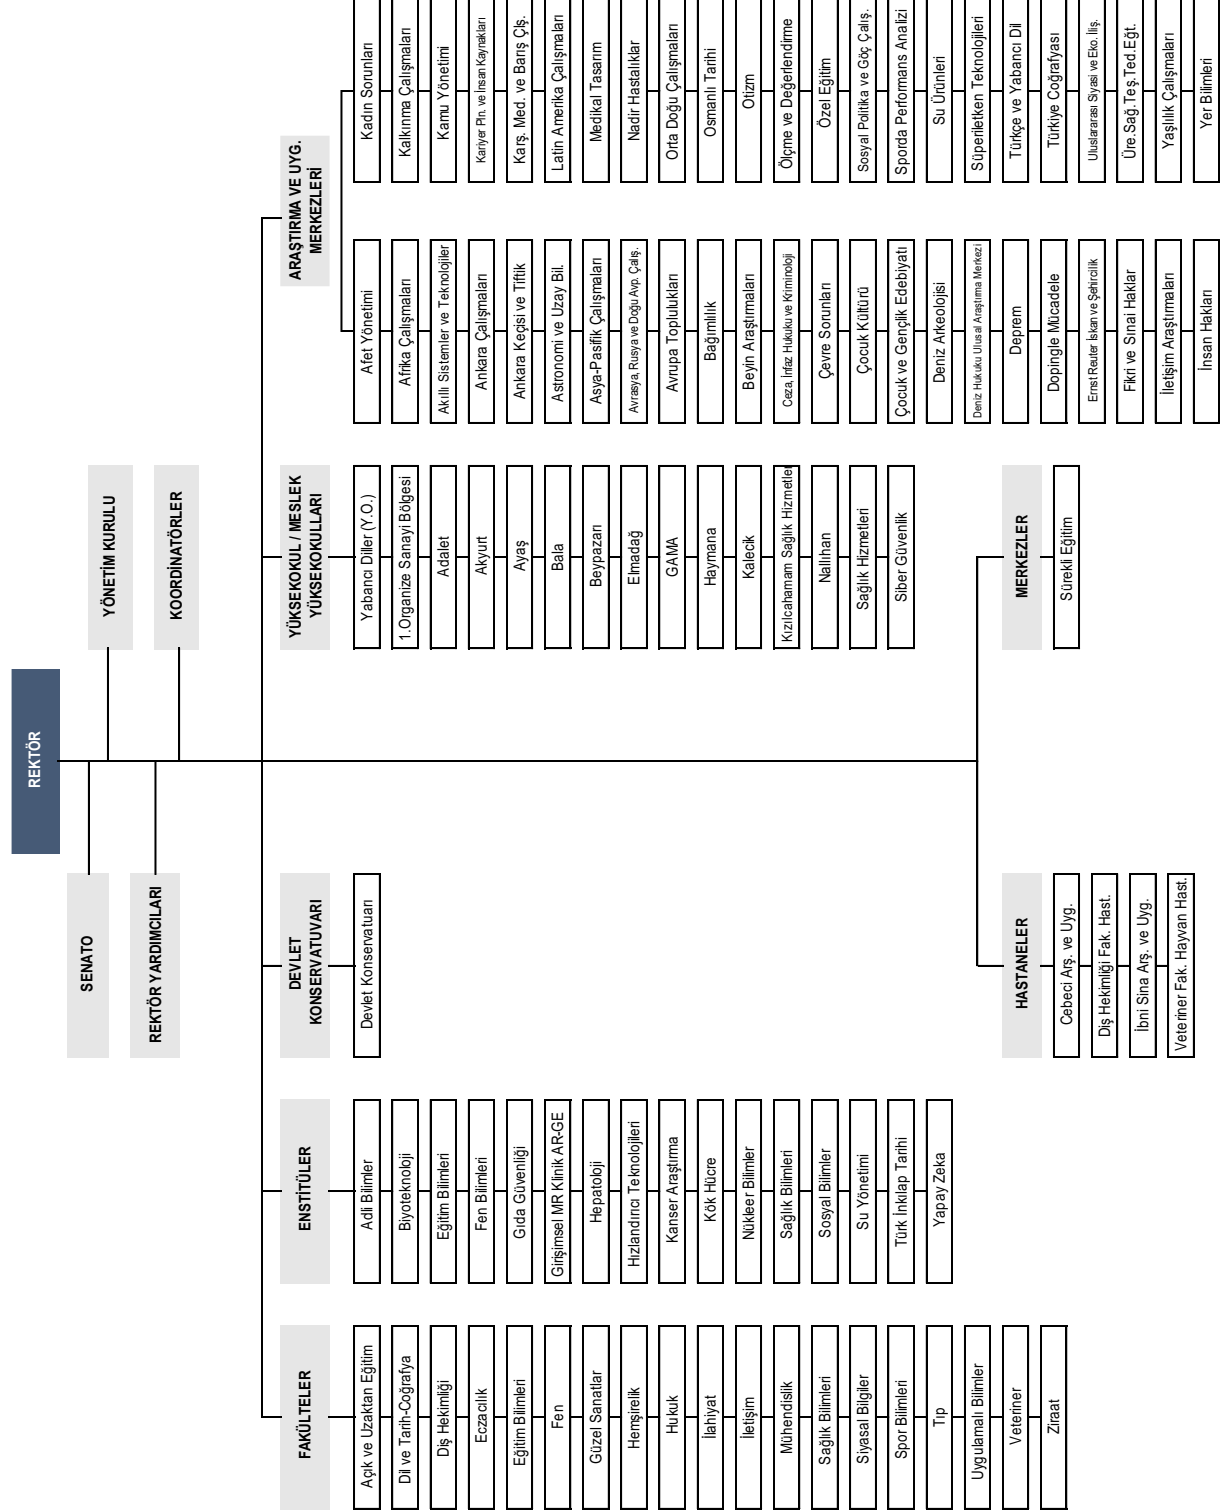 REKTÖR
SENATO
YÖNETİM KURULU
REKTÖR YARDIMCILARI
KOORDİNATÖRLER
FAKÜLTELER
Açık ve Uzaktan Eğitim
Dil ve Tarih-Coğrafya
Diş Hekimliği
Eczacılık
Eğitim Bilimleri
Fen
Güzel Sanatlar
Hemşirelik
Hukuk
İlahiyat
İletişim
Mühendislik
Sağlık Bilimleri
Siyasal Bilgiler
Spor Bilimleri
Tıp
Uygulamalı Bilimler
Veteriner
Ziraat
ENSTİTÜLER
Adli Bilimler
Biyoteknoloji
Eğitim Bilimleri
Fen Bilimleri
Gıda Güvenliği
Girişimsel MR Klinik AR-GE
Hepatoloji
Hızlandırıcı Teknolojileri
Kanser Araştırma
Kök Hücre
Nükleer Bilimler
Sağlık Bilimleri
Sosyal Bilimler
Su Yönetimi
Türk İnkılap Tarihi
Yapay Zeka
DEVLET
KONSERVATUVARI
Devlet Konservatuarı
YÜKSEKOKUL / MESLEK
YÜKSEKOKULLARI
Yabancı Diller (Y.O.)
1.Organize Sanayi Bölgesi
Adalet
Akyurt
Ayaş
Bala
Beypazarı
Elmadağ
GAMA
Haymana
Kalecik
Kızılcahamam Sağlık Hizmetler
Nallıhan
Sağlık Hizmetleri
Siber Güvenlik
ARAŞTIRMA VE UYG.
MERKEZLERİ
Afet Yönetimi
Afrika Çalışmaları
Akıllı Sistemler ve Teknolojiler
Ankara Çalışmaları
Ankara Keçisi ve Tiftik
Astronomi ve Uzay Bil.
Asya-Pasifik Çalışmaları
Avrasya, Rusya ve Doğu Avp. Çalış.
Avrupa Toplulukları
Bağımlılık
Beyin Araştırmaları
Ceza, İnfaz Hukuku ve Kriminoloji
Çevre Sorunları
Çocuk Kültürü
Çocuk ve Gençlik Edebiyatı
Deniz Arkeolojisi
Deniz Hukuku Ulusal Araştırma Merkezi
Deprem
Dopingle Mücadele
Ernst Reuter İskan ve Şehircilik
Fikri ve Sınai Haklar
İletişim Araştırmaları
İnsan Hakları
Kadın Sorunları
Kalkınma Çalışmaları
Kamu Yönetimi
Kariyer Pln. ve İnsan Kaynakları
Karş. Med. ve Barış Çlş.
Latin Amerika Çalışmaları
Medikal Tasarım
Nadir Hastalıklar
Orta Doğu Çalışmaları
Osmanlı Tarihi
Otizm
Ölçme ve Değerlendirme
Özel Eğitim
Sosyal Politika ve Göç Çalış.
Sporda Performans Analizi
Su Ürünleri
Süperiletken Teknolojileri
Türkçe ve Yabancı Dil
Türkiye Coğrafyası
Uluslararası Siyasi ve Eko. İliş.
Üre.Sağ.Teş.Ted.Eğt.
Yaşlılık Çalışmaları
Yer Bilimleri
HASTANELER
Cebeci Arş. ve Uyg.
Diş Hekimliği Fak. Hast.
İbni Sina Arş. ve Uyg.
Veteriner Fak. Hayvan Hast.
MERKEZLER
Sürekli Eğitim